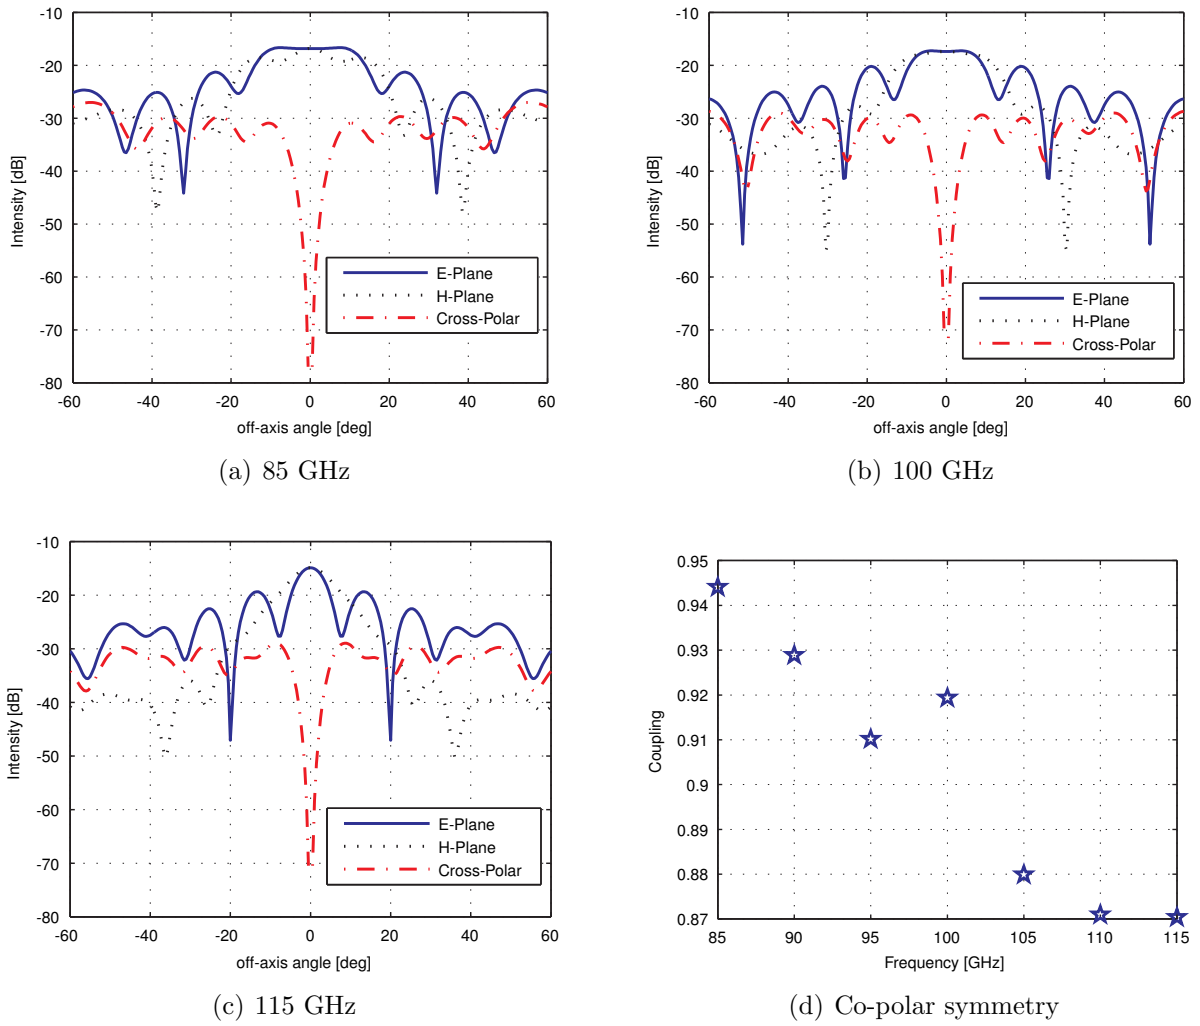 -10
-20
-30
-40
-50
-60
-70
-80
-60
-40
-20
0
20
40
60
Intensity [dB]
off-axis angle [deg]
E-Plane
H-Plane
Cross-Polar
(a) 85 GHz
-10
-20
-30
-40
-50
-60
-70
-80
-60
-40
-20
0
20
40
60
Intensity [dB]
off-axis angle [deg]
E-Plane
H-Plane
Cross-Polar
(b) 100 GHz
-10
-20
-30
-40
-50
-60
-70
-80
-60
-40
-20
0
20
40
60
Intensity [dB]
off-axis angle [deg]
E-Plane
H-Plane
Cross-Polar
(c) 115 GHz
0.95
0.94
0.93
0.92
0.91
0.9
0.89
0.88
0.87
85
90
95
100
105
110
115
Coupling
Frequency [GHz]
(d) Co-polar symmetry